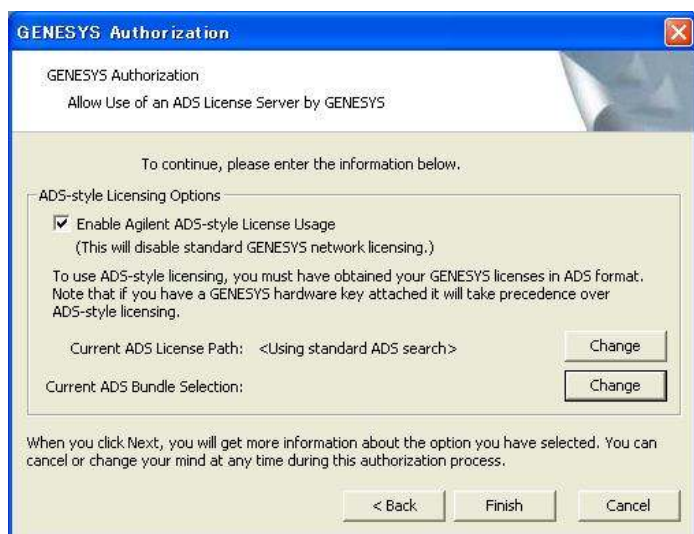 GENESYS Authorization
GENESYS Authorization
Allow Use of an ADS License Server by GENESYS
To continue, please enter the information below.
ADS-style Licensing Options
Enable Agilent ADS-style License Usage
(This will disable standard GENESYS network licensing.)
To use ADS-style licensing, you must have obtained your GENESYS licenses in ADS format.
Note that if you have a GENESYS hardware key attached it will take precedence over
ADS-style licensing.
Current ADS License Path: <Using standard ADS search> Change
Current ADS Bundle Selection: Change
When you click Next, you will get more information about the option you have selected. You can
cancel or change your mind at any time during this authorization process.
< Back Finish Cancel